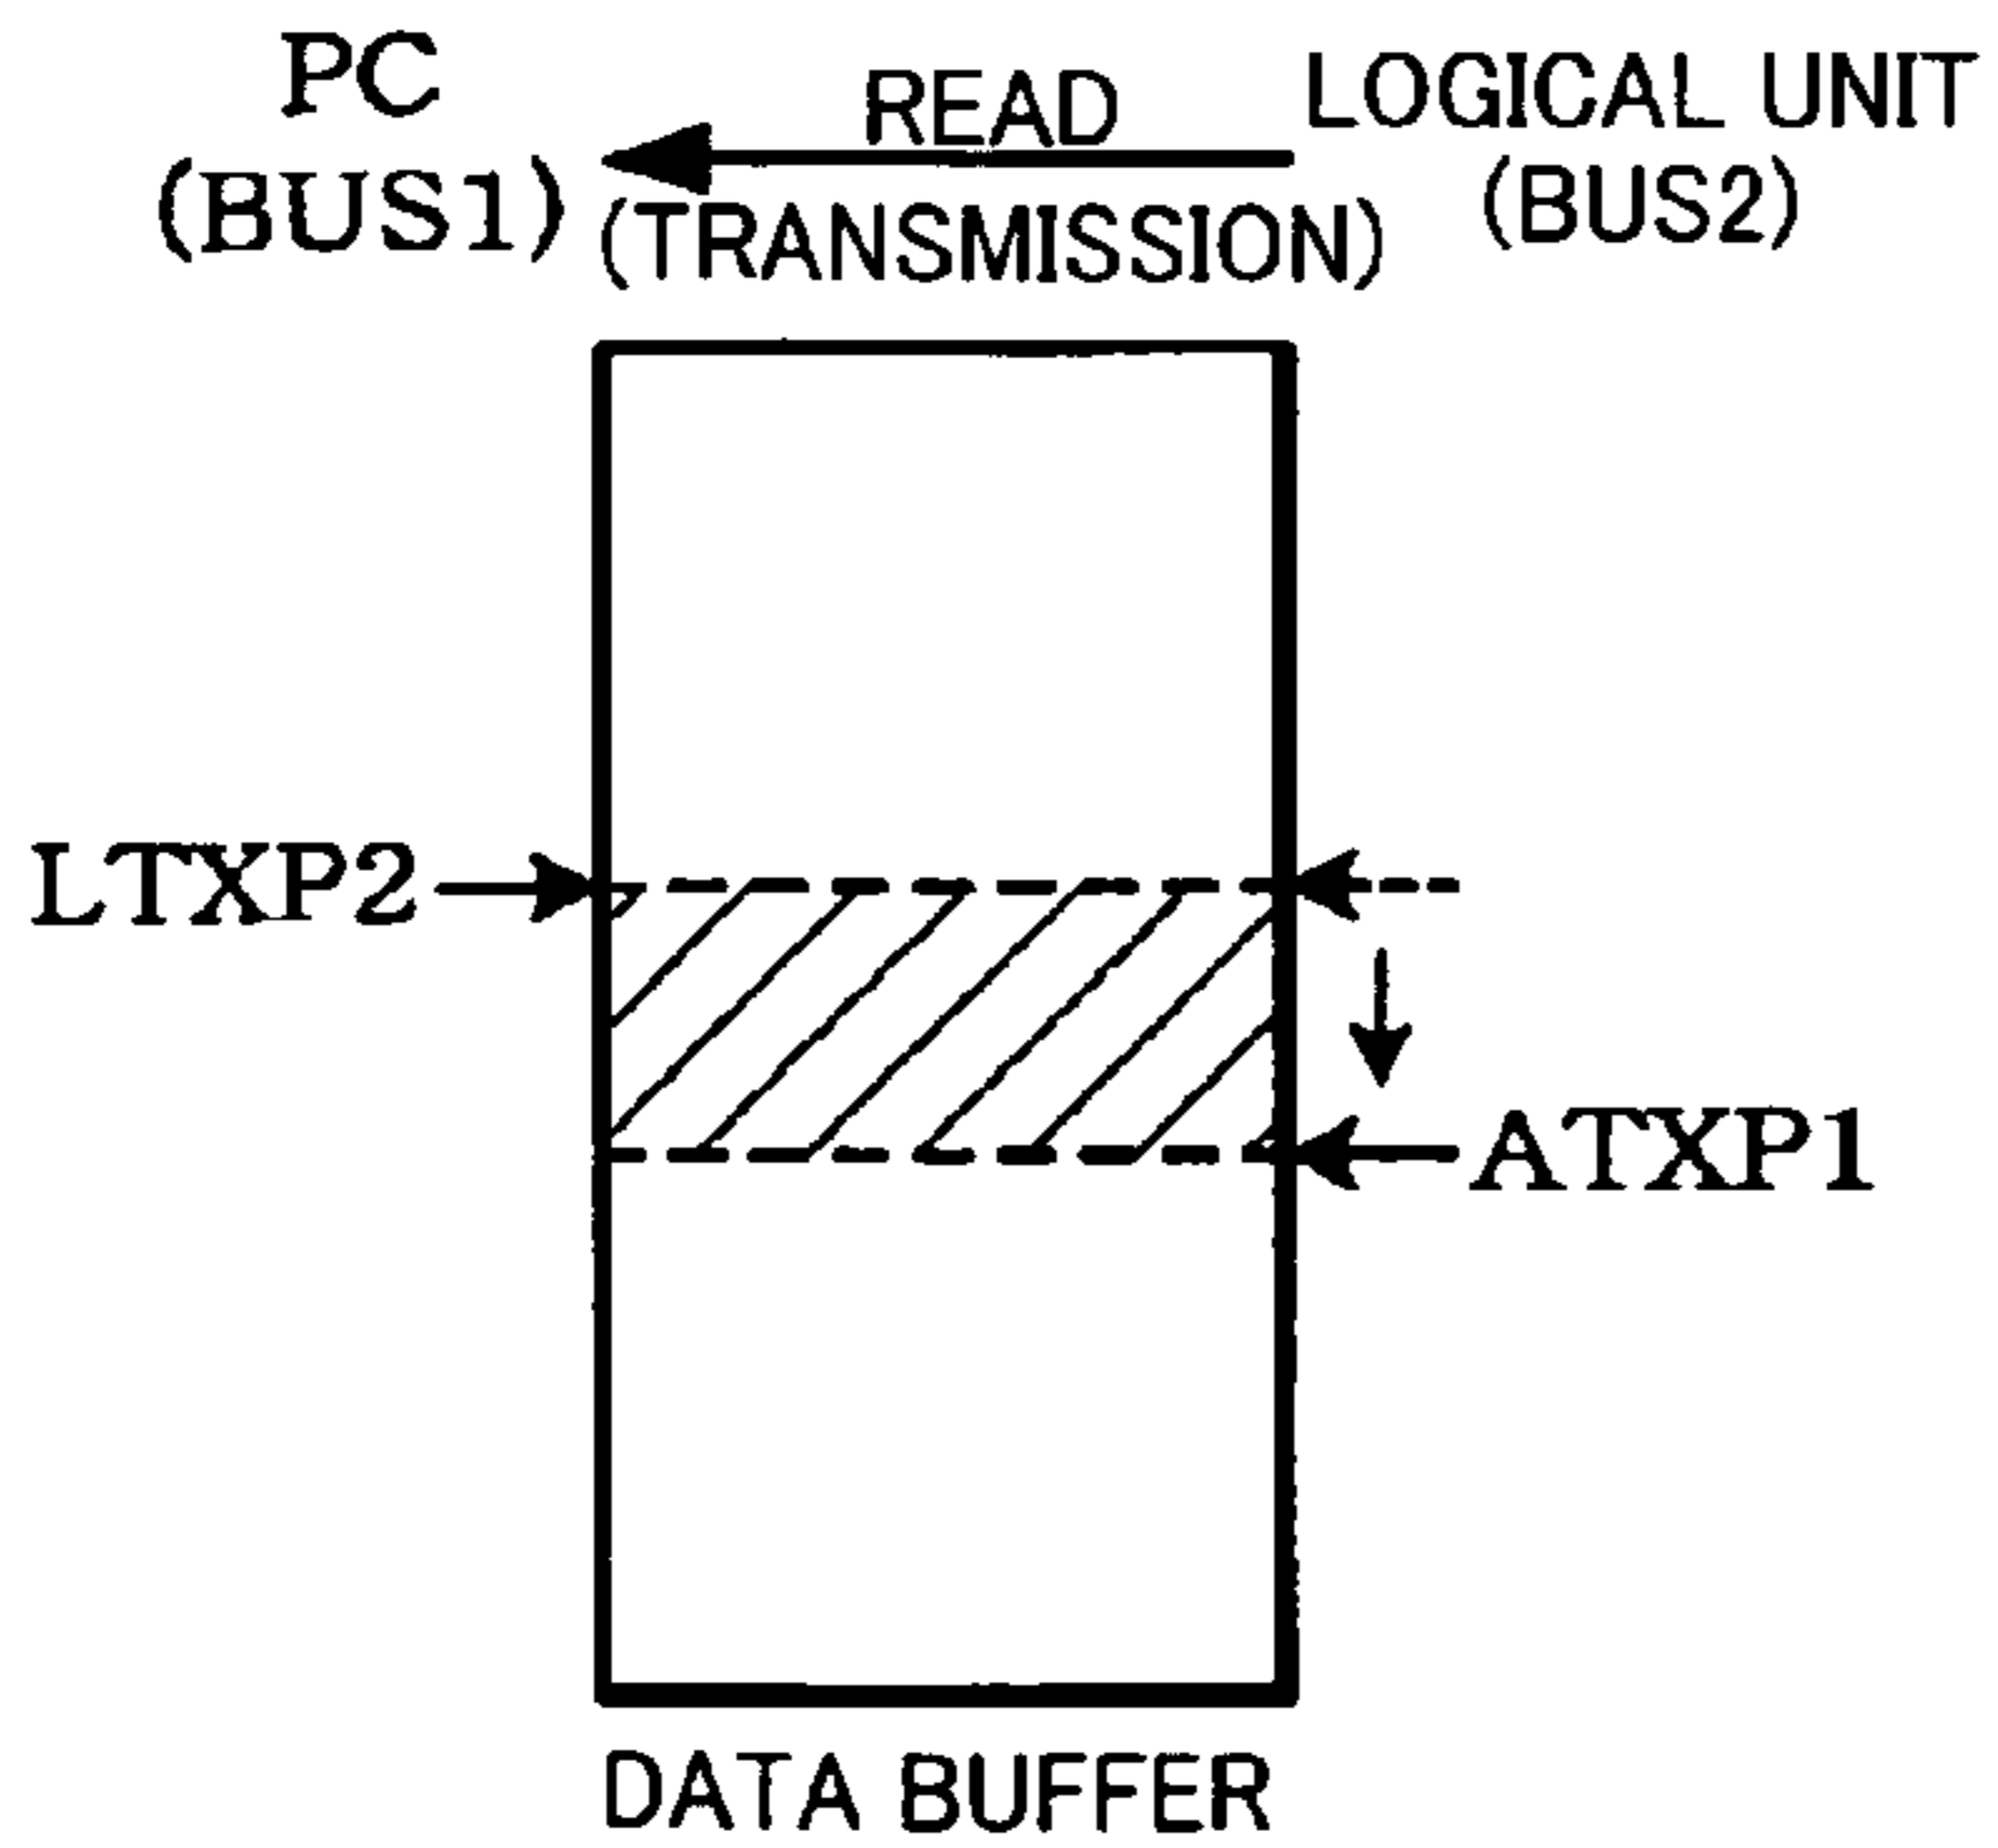 PC
(BUS1)
READ
(TRANSMISSION)
LOGICAL UNIT
(BUS2)
LTXP2
ATXP1
DATA BUFFER